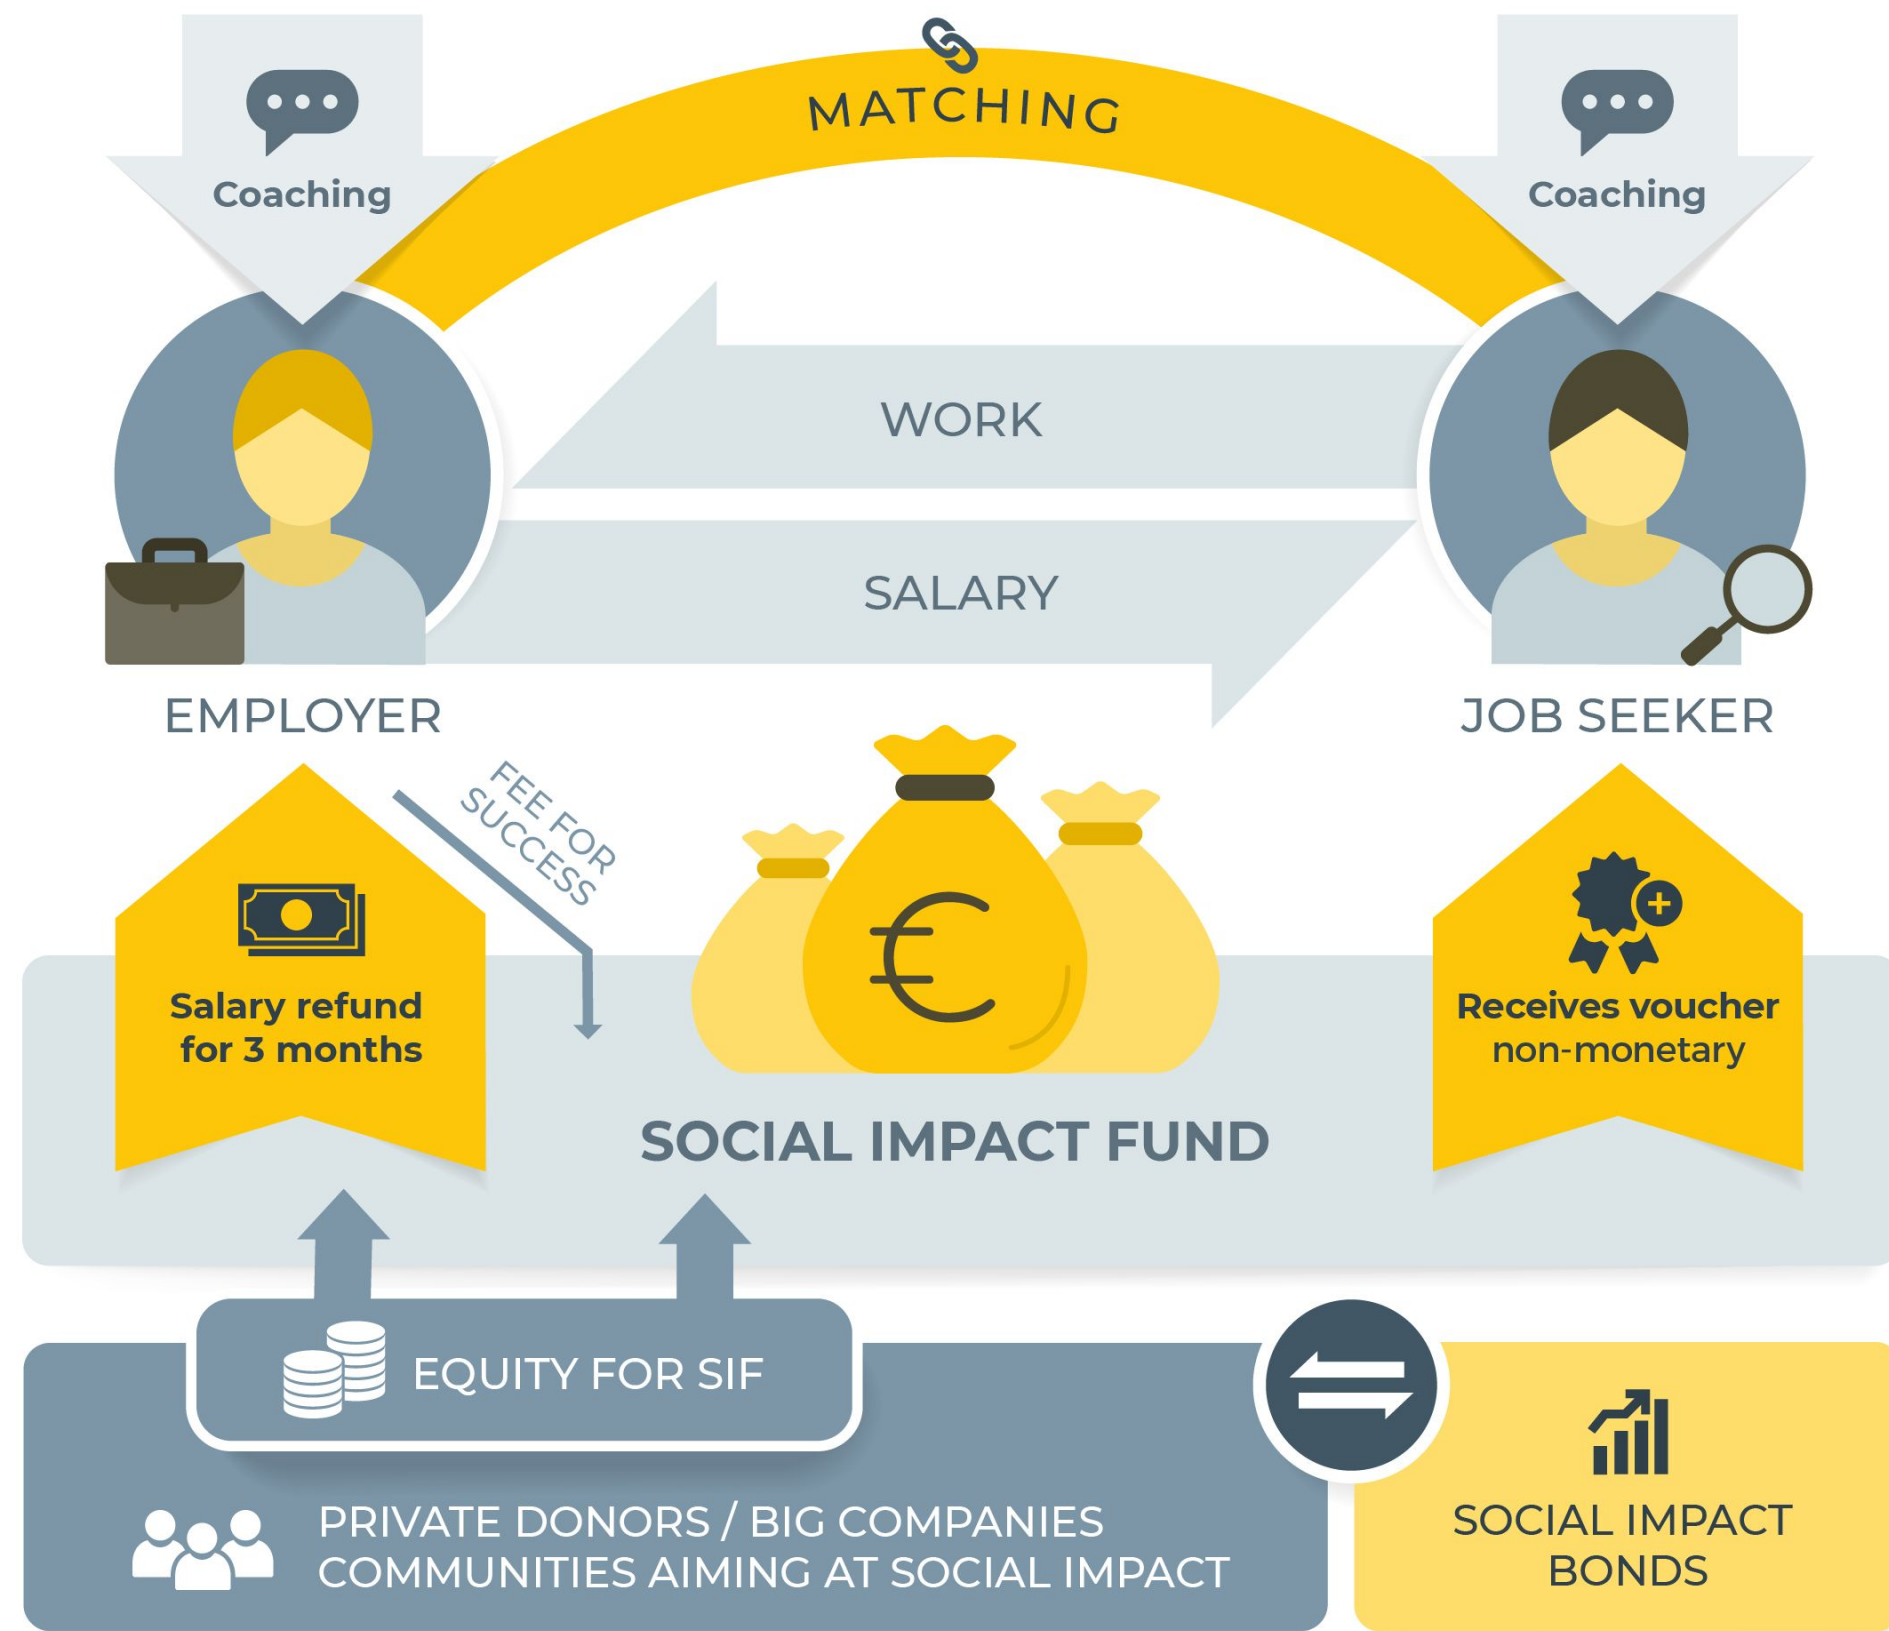 MATCHING
Coaching
Coaching
WORK
SALARY
EMPLOYER
JOB SEEKER
FEE FOR
SUCCESS
€
Salary refund
for 3 months
Receives voucher
non-monetary
SOCIAL IMPACT FUND
EQUITY FOR SIF
PRIVATE DONORS / BIG COMPANIES
COMMUNITIES AIMING AT SOCIAL IMPACT
SOCIAL IMPACT
BONDS